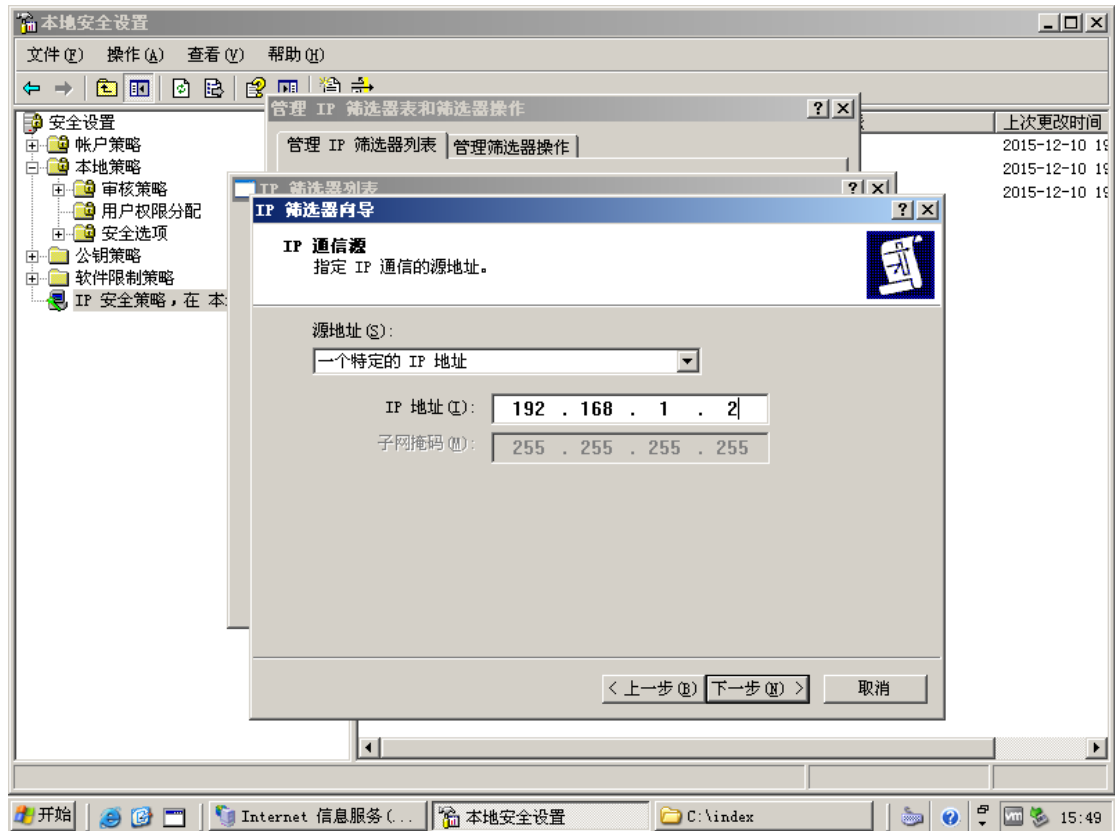 本地安全设置
文件(F) 操作(A) 查看(V) 帮助(H)
管理 IP 筛选器表和筛选器操作
管理 IP 筛选器列表 管理筛选器操作
安全设置
帐户策略
本地策略
审核策略
用户权限分配
安全选项
公钥策略
软件限制策略
IP 安全策略，在 本
上次更改时间
2015-12-10 19
2015-12-10 19
2015-12-10 19
IP 筛选器列表
IP 筛选器向导
IP 通信源
指定 IP 通信的源地址。
源地址(S):
一个特定的 IP 地址
IP 地址(I): 192 . 168 . 1 . 2
子网掩码(M): 255 . 255 . 255 . 255
< 上一步(B) 下一步(N) > 取消
开始 Internet 信息服务(... 本地安全设置 C:\index 15:49